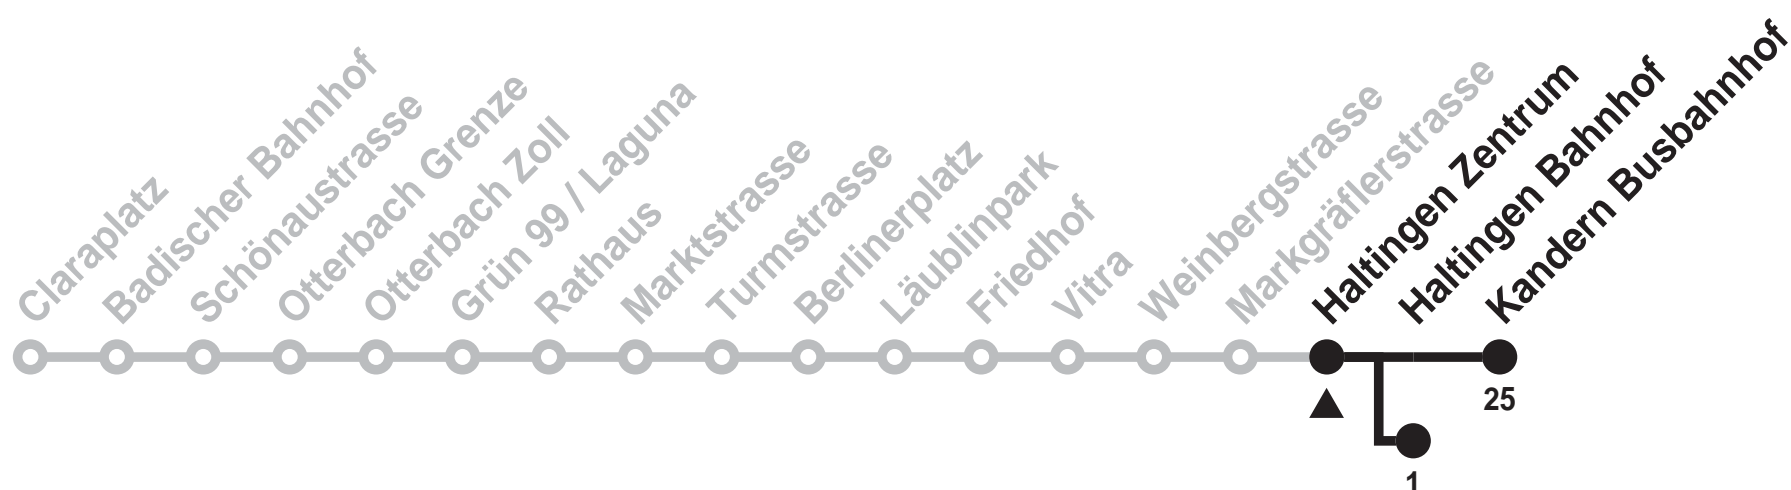 Claraplatz
Badischer Bahnhof
Schönaustrasse
Otterbach Grenze
Otterbach Zoll
Grün 99 / Laguna
Rathaus
Marktstrasse
Turmstrasse
Berlinerplatz
Läublinpark
Friedhof
Vitra
Weinbergstrasse
Markgräflerstrasse
Haltingen Zentrum
Haltingen Bahnhof
Kandern Busbahnhof
25
1